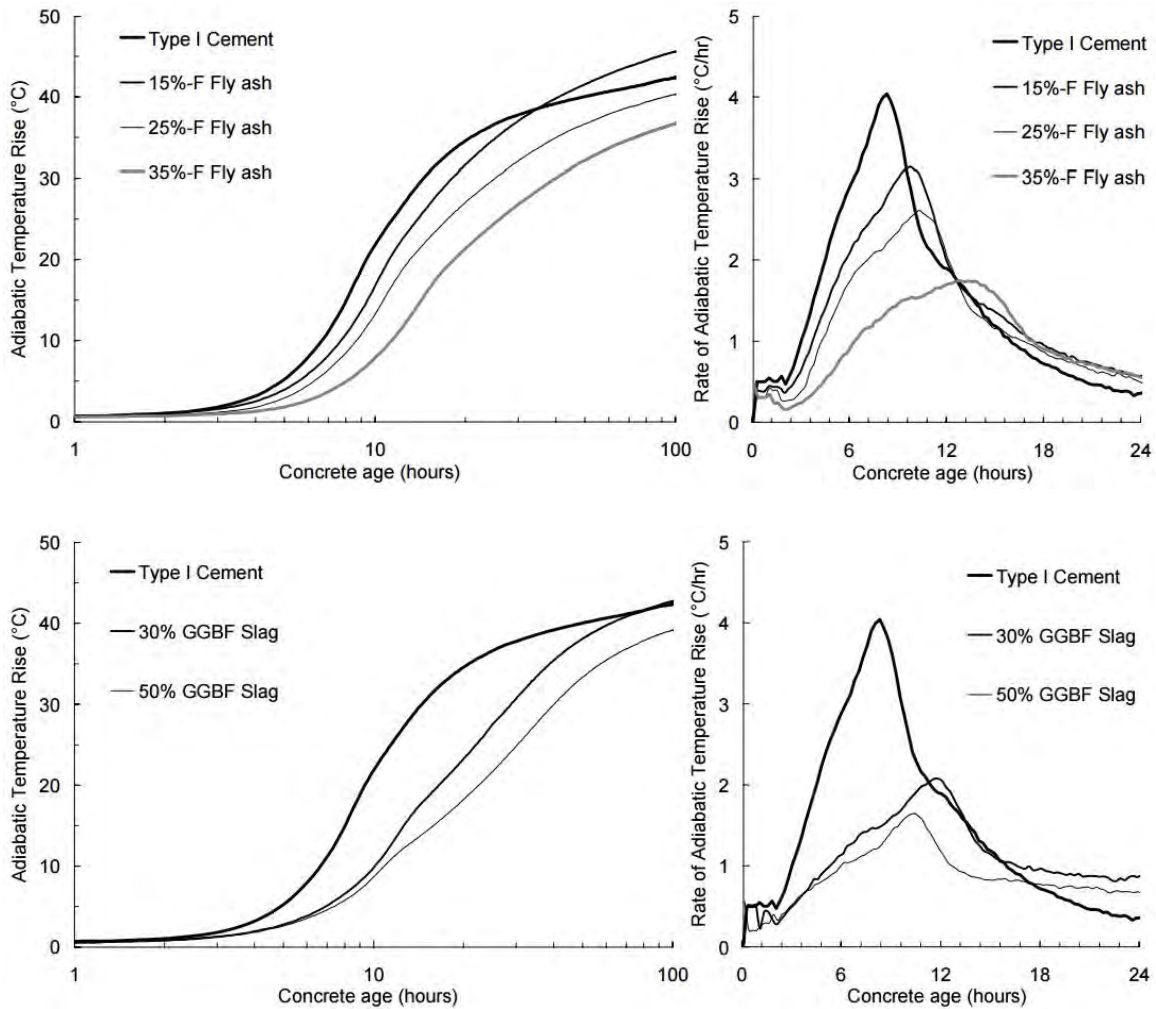 Adiabatic Temperature Rise (°C)
50
40
30
20
10
0
1
10
100
Concrete age (hours)
Type I Cement
15%-F Fly ash
25%-F Fly ash
35%-F Fly ash
Rate of Adiabatic Temperature Rise (°C/hr)
5
4
3
2
1
0
0
6
12
18
24
Concrete age (hours)
Type I Cement
15%-F Fly ash
25%-F Fly ash
35%-F Fly ash
Adiabatic Temperature Rise (°C)
50
40
30
20
10
0
1
10
100
Concrete age (hours)
Type I Cement
30% GGBF Slag
50% GGBF Slag
Rate of Adiabatic Temperature Rise (°C/hr)
5
4
3
2
1
0
0
6
12
18
24
Concrete age (hours)
Type I Cement
30% GGBF Slag
50% GGBF Slag